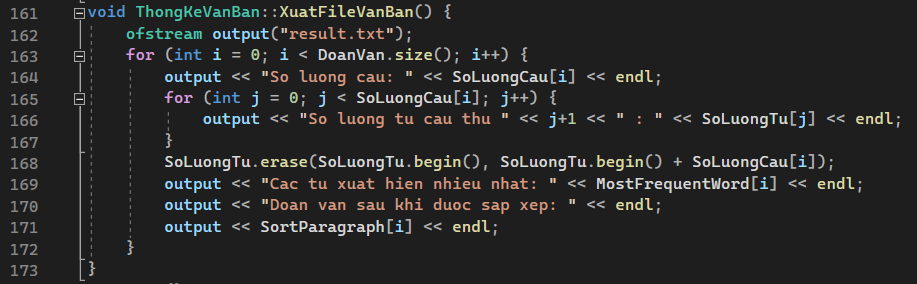 161 void ThongKeVanBan::XuatFileVanBan() {
162     ofstream output("result.txt");
163     for (int i = 0; i < DoanVan.size(); i++) {
164         output << "So luong cau: " << SoLuongCau[i] << endl;
165         for (int j = 0; j < SoLuongCau[i]; j++) {
166             output << "So luong tu cau thu " << j+1 << " : " << SoLuongTu[j] << endl;
167         }
168         SoLuongTu.erase(SoLuongTu.begin(), SoLuongTu.begin() + SoLuongCau[i]);
169         output << "Cac tu xuat hien nhieu nhat: " << MostFrequentWord[i] << endl;
170         output << "Doan van sau khi duoc sap xep: " << endl;
171         output << SortParagraph[i] << endl;
172     }
173 }